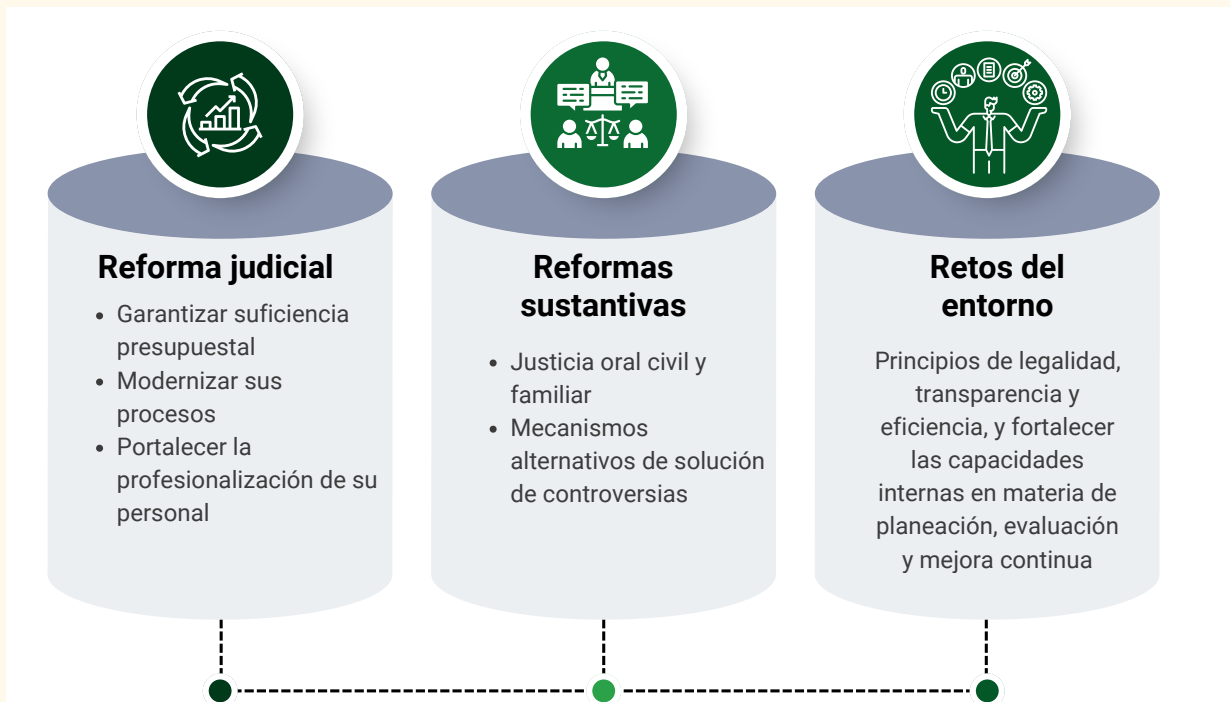 Reforma judicial
• Garantizar suficiencia
presupuestal
• Modernizar sus
procesos
• Portalecer la
profesionalización de su
personal
Reformas
sustantivas
• Justicia oral civil y
familiar
• Mecanismos
alternativos de solución
de controversias
Retos del
entorno
Principios de legalidad,
transparencia y
eficiencia, y fortalecer
las capacidades
internas en materia de
planeación, evaluación
y mejora continua